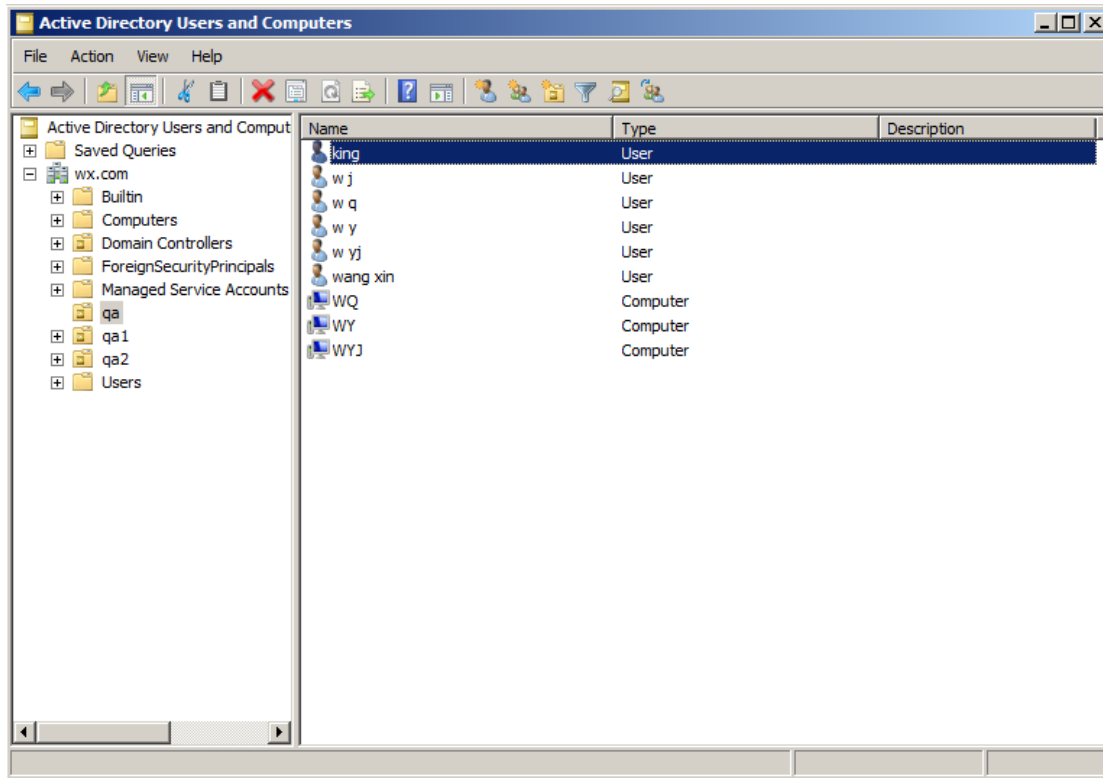 Active Directory Users and Computers
File Action View Help
Active Directory Users and Comput
Saved Queries
wx.com
Builtin
Computers
Domain Controllers
ForeignSecurityPrincipals
Managed Service Accounts
qa
qa1
qa2
Users
Name Type Description
king User
w j User
w q User
w y User
w yj User
wang xin User
WQ Computer
WY Computer
WYJ Computer